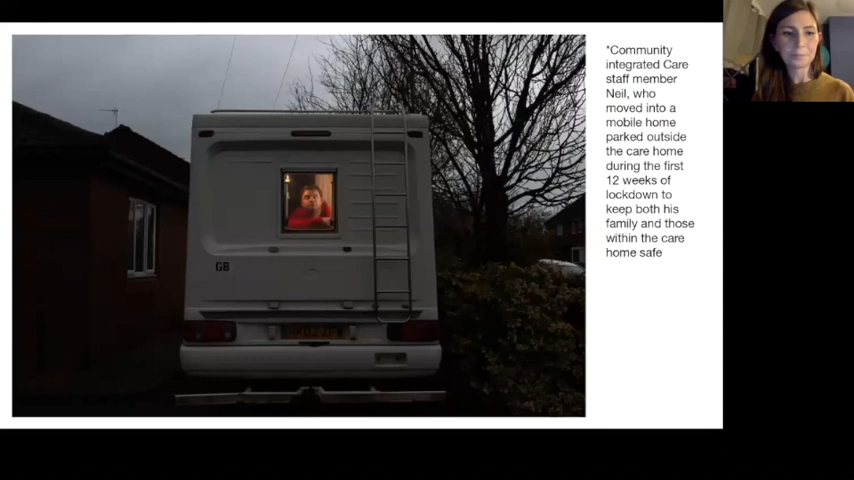 *Community
integrated Care
staff member
Neil, who
moved into a
mobile home
parked outside
the care home
during the first
12 weeks of
lockdown to
keep both his
family and those
within the care
home safe
GB